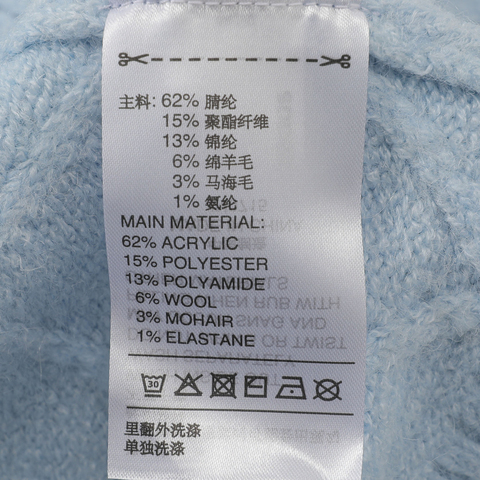 主料: 62% 腈纶
15% 聚酯纤维
13% 锦纶
6% 绵羊毛
3% 马海毛
1% 氨纶
MAIN MATERIAL:
62% ACRYLIC
15% POLYESTER
13% POLYAMIDE
6% WOOL
3% MOHAIR
1% ELASTANE
30
里翻外洗涤
单独洗涤